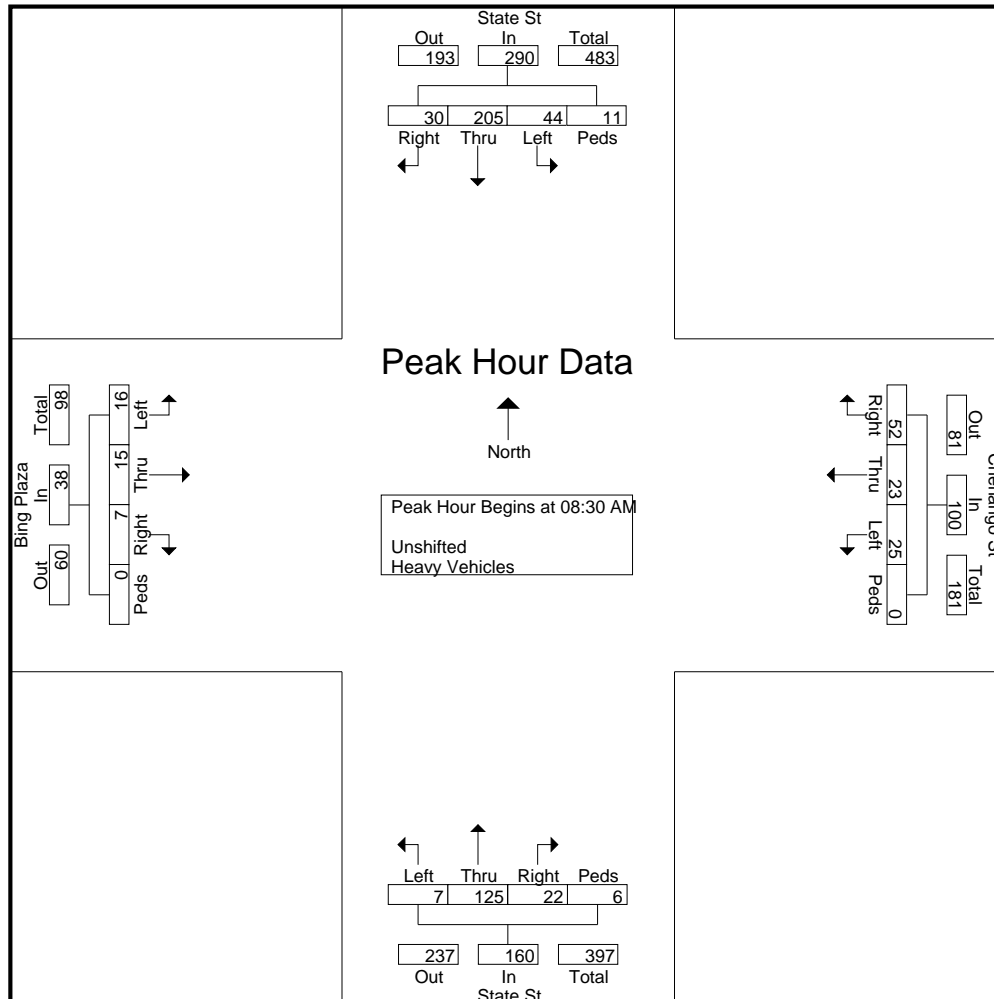 State St
Out In Total
193 290 483
30 205 44 11
Right Thru Left Peds
Peak Hour Data
North
Peak Hour Begins at 08:30 AM
Unshifted
Heavy Vehicles
Bing Plaza
Total In Out
98 38 60
16 15 7 0
Left Thru Right Peds
Out In Total
81 100 181
52 23 25 0
Right Thru Left Peds
Left Thru Right Peds
7 125 22 6
237 160 397
Out In Total
State St